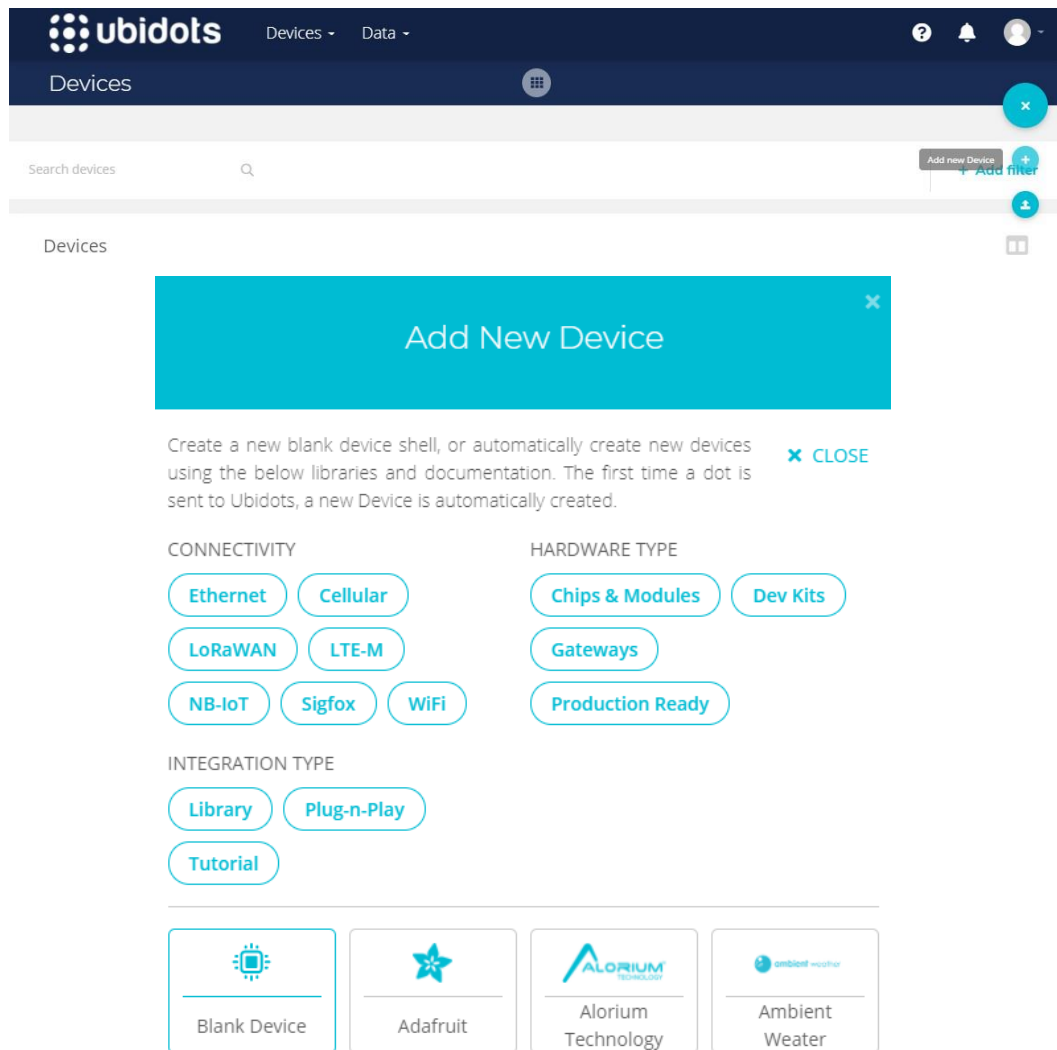 ubidots Devices Data
Devices
Search devices
Add new Device
+ Add filter
Devices
Add New Device
Create a new blank device shell, or automatically create new devices
using the below libraries and documentation. The first time a dot is
sent to Ubidots, a new Device is automatically created.
CLOSE
CONNECTIVITY
Ethernet Cellular
LoRaWAN LTE-M
NB-IoT Sigfox WiFi
HARDWARE TYPE
Chips & Modules Dev Kits
Gateways
Production Ready
INTEGRATION TYPE
Library Plug-n-Play
Tutorial
Blank Device
Adafruit
ALORIUM
TECHNOLOGY
Alorium
Technology
ambient weather
Ambient
Weater